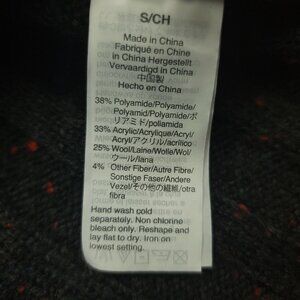 S/CH
Made in China
Fabriqué en Chine
In China Hergestellt
Vervaardigd in China
中国製
Hecho en China
38% Polyamide/Polyamide/
Polyamid/Polyamide/ポ
リアミド/poliamida
33% Acrylic/Acrylique/Acryl/
Acryl/アクリル/acrílico
25% Wool/Laine/Wolle/Wol/
ウール/lana
4% Other Fiber/Autre Fibre/
Sonstige Faser/Andere
Vezel/その他の繊維/otra
fibra
Hand wash cold
separately. Non chlorine
bleach only. Reshape and
lay flat to dry. Iron on
lowest setting.